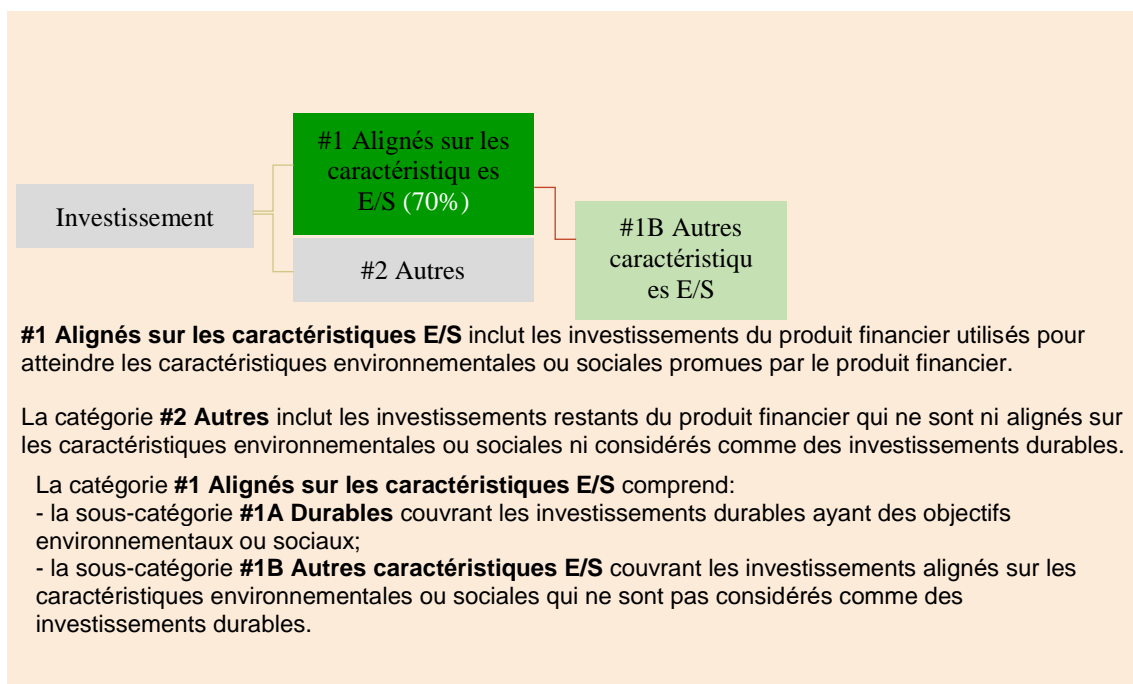 #1 Alignés sur les
caractéristiqu es
E/S (70%)
Investissement
#2 Autres
#1B Autres
caractéristiqu
es E/S
#1 Alignés sur les caractéristiques E/S inclut les investissements du produit financier utilisés pour
atteindre les caractéristiques environnementales ou sociales promues par le produit financier.
La catégorie #2 Autres inclut les investissements restants du produit financier qui ne sont ni alignés sur
les caractéristiques environnementales ou sociales ni considérés comme des investissements durables.
La catégorie #1 Alignés sur les caractéristiques E/S comprend:
- la sous-catégorie #1A Durables couvrant les investissements durables ayant des objectifs
environnementaux ou sociaux;
- la sous-catégorie #1B Autres caractéristiques E/S couvrant les investissements alignés sur les
caractéristiques environnementales ou sociales qui ne sont pas considérés comme des
investissements durables.